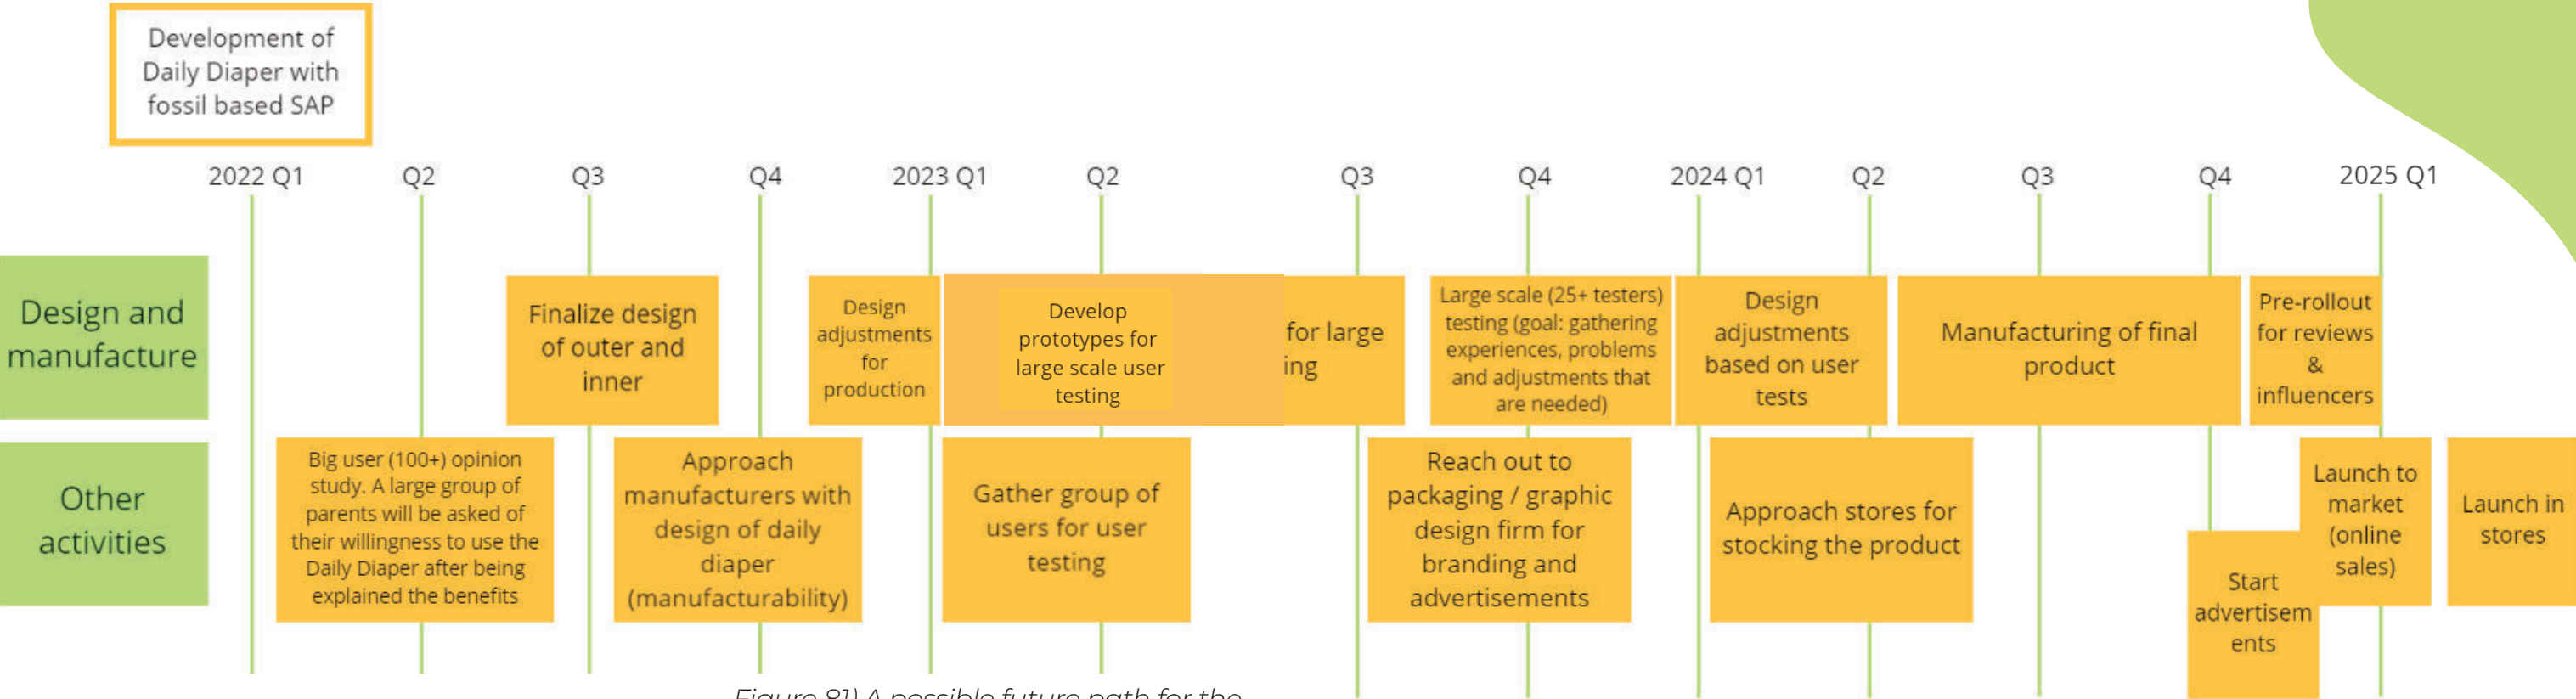 Development of
Daily Diaper with
fossil based SAP
2022 Q1
Q2
Q3
Q4
2023 Q1
Q2
Q3
Q4
2024 Q1
Q2
Q3
Q4
2025 Q1
Design and
manufacture
Finalize design
of outer and
inner
Design
adjustments
for
production
Develop
prototypes for
large scale user
testing
for large
ing
Large scale (25+ testers)
testing (goal: gathering
experiences, problems
and adjustments that
are needed)
Design
adjustments
based on user
tests
Manufacturing of final
product
Pre-rollout
for reviews
&
influencers
Other
activities
Big user (100+) opinion
study. A large group of
parents will be asked of
their willingness to use the
Daily Diaper after being
explained the benefits
Approach
manufacturers with
design of daily
diaper
(manufacturability)
Gather group of
users for user
testing
Reach out to
packaging / graphic
design firm for
branding and
advertisements
Approach stores for
stocking the product
Start
advertisem
ents
Launch to
market
(online
sales)
Launch in
stores
Figure 81) A possible future path for the